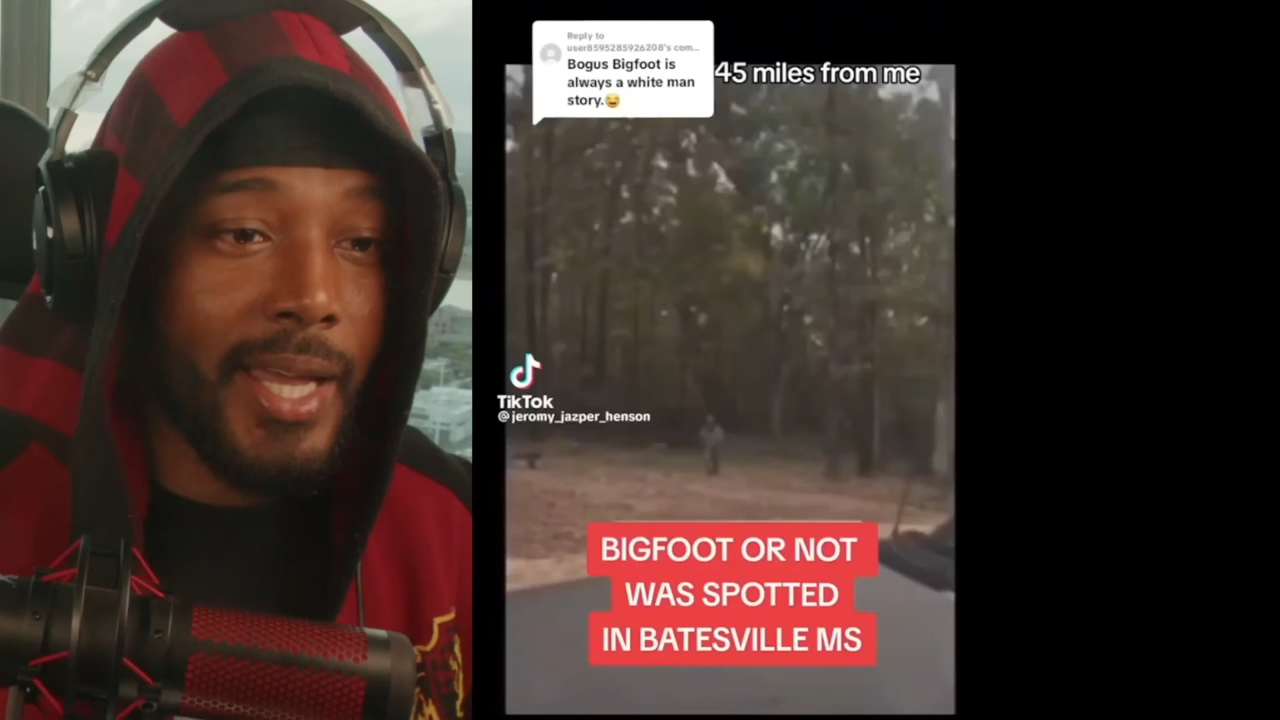 Reply to
user8595285926208's com...
Bogus Bigfoot is
always a white man
story.😅
45 miles from me
TikTok
@jeromy_jazper_henson
BIGFOOT OR NOT
WAS SPOTTED
IN BATESVILLE MS